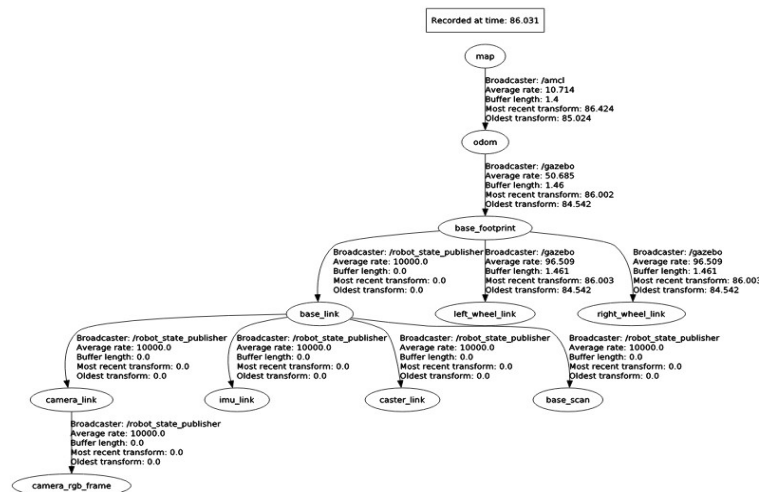 Recorded at time: 86.031
map
Broadcaster: /amcl
Average rate: 10.714
Buffer length: 1.4
Most recent transform: 86.424
Oldest transform: 85.024
odom
Broadcaster: /gazebo
Average rate: 50.685
Buffer length: 1.46
Most recent transform: 86.002
Oldest transform: 84.542
base_footprint
Broadcaster: /robot_state_publisher
Average rate: 10000.0
Buffer length: 0.0
Most recent transform: 0.0
Oldest transform: 0.0
Broadcaster: /gazebo
Average rate: 96.509
Buffer length: 1.461
Most recent transform: 86.003
Oldest transform: 84.542
Broadcaster: /gazebo
Average rate: 96.509
Buffer length: 1.461
Most recent transform: 86.003
Oldest transform: 84.542
base_link
left_wheel_link
right_wheel_link
Broadcaster: /robot_state_publisher
Average rate: 10000.0
Buffer length: 0.0
Most recent transform: 0.0
Oldest transform: 0.0
Broadcaster: /robot_state_publisher
Average rate: 10000.0
Buffer length: 0.0
Most recent transform: 0.0
Oldest transform: 0.0
Broadcaster: /robot_state_publisher
Average rate: 10000.0
Buffer length: 0.0
Most recent transform: 0.0
Oldest transform: 0.0
Broadcaster: /robot_state_publisher
Average rate: 10000.0
Buffer length: 0.0
Most recent transform: 0.0
Oldest transform: 0.0
camera_link
imu_link
caster_link
base_scan
Broadcaster: /robot_state_publisher
Average rate: 10000.0
Buffer length: 0.0
Most recent transform: 0.0
Oldest transform: 0.0
camera_rgb_frame